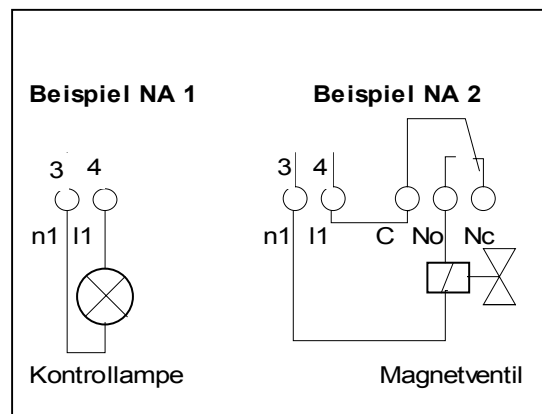 Beispiel NA 1
Beispiel NA 2
3 4
3 4
n1 l1
n1 l1 C No Nc
Kontrollampe
Magnetventil